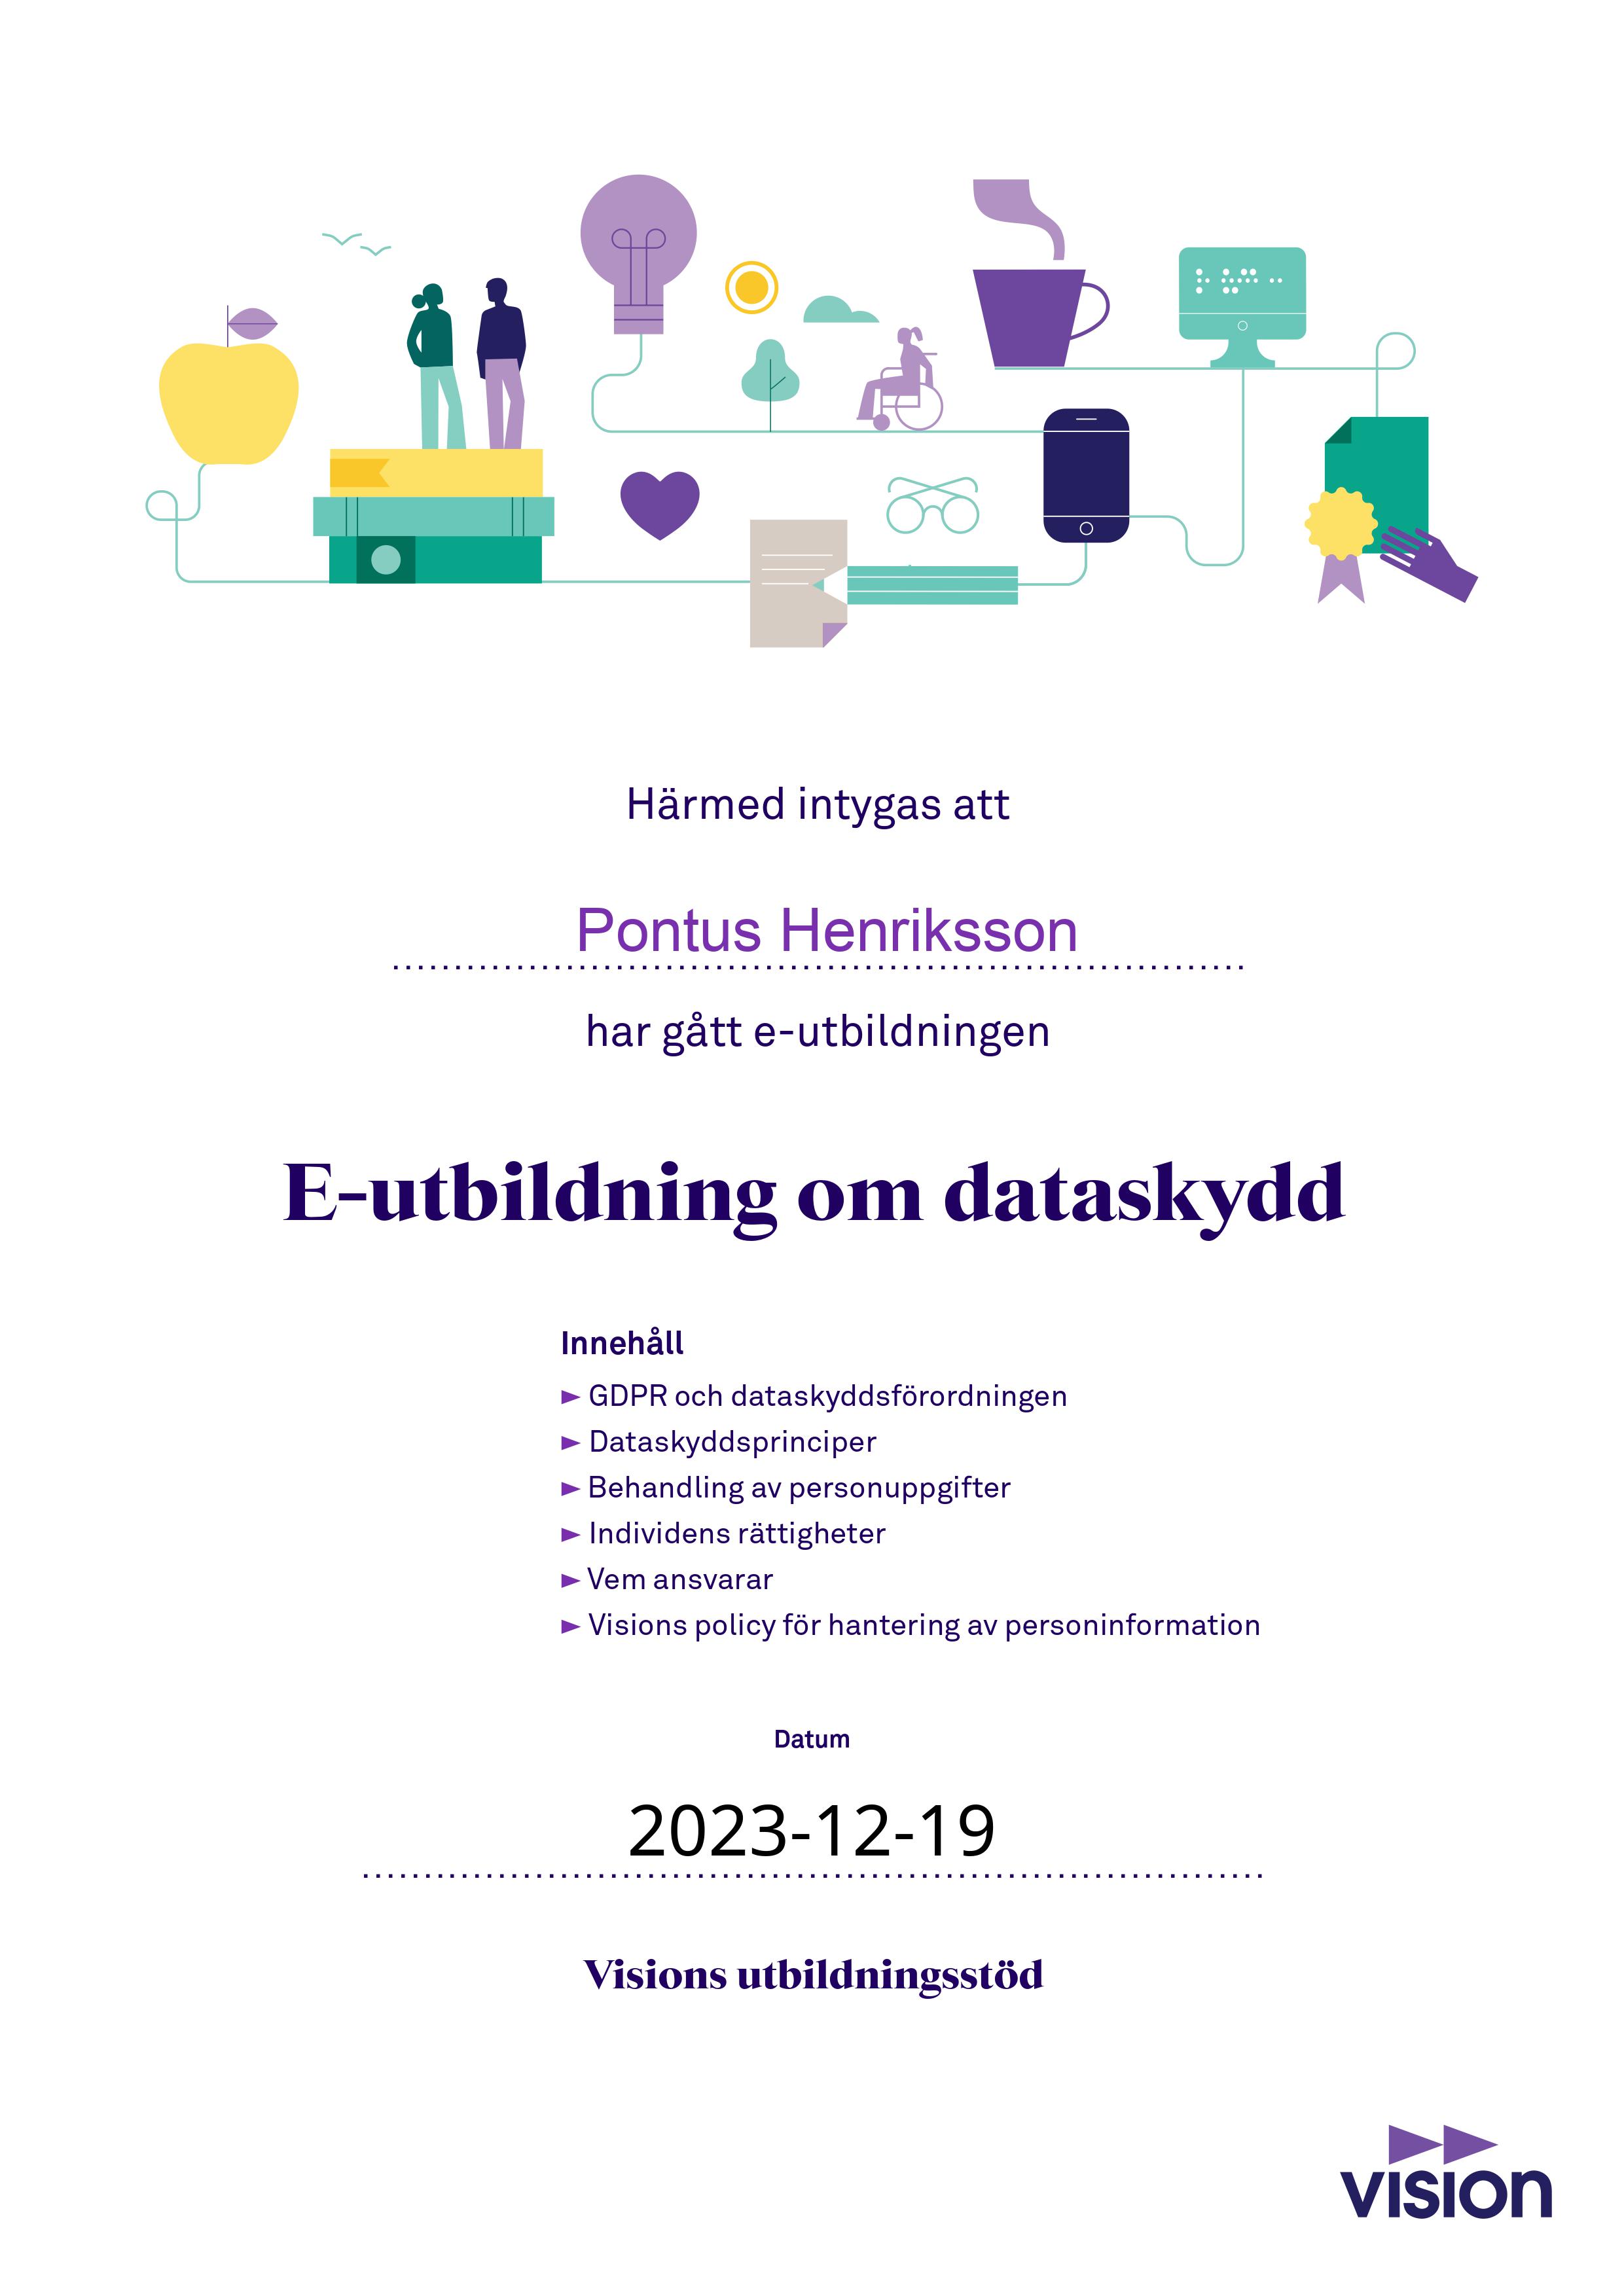 Härmed intygas att
Pontus Henriksson
har gått e-utbildningen
E-utbildning om dataskydd
Innehåll
► GDPR och dataskyddsförordningen
► Dataskyddsprinciper
► Behandling av personuppgifter
► Individens rättigheter
► Vem ansvarar
► Visions policy för hantering av personinformation
Datum
2023-12-19
Visions utbildningsstöd
vision